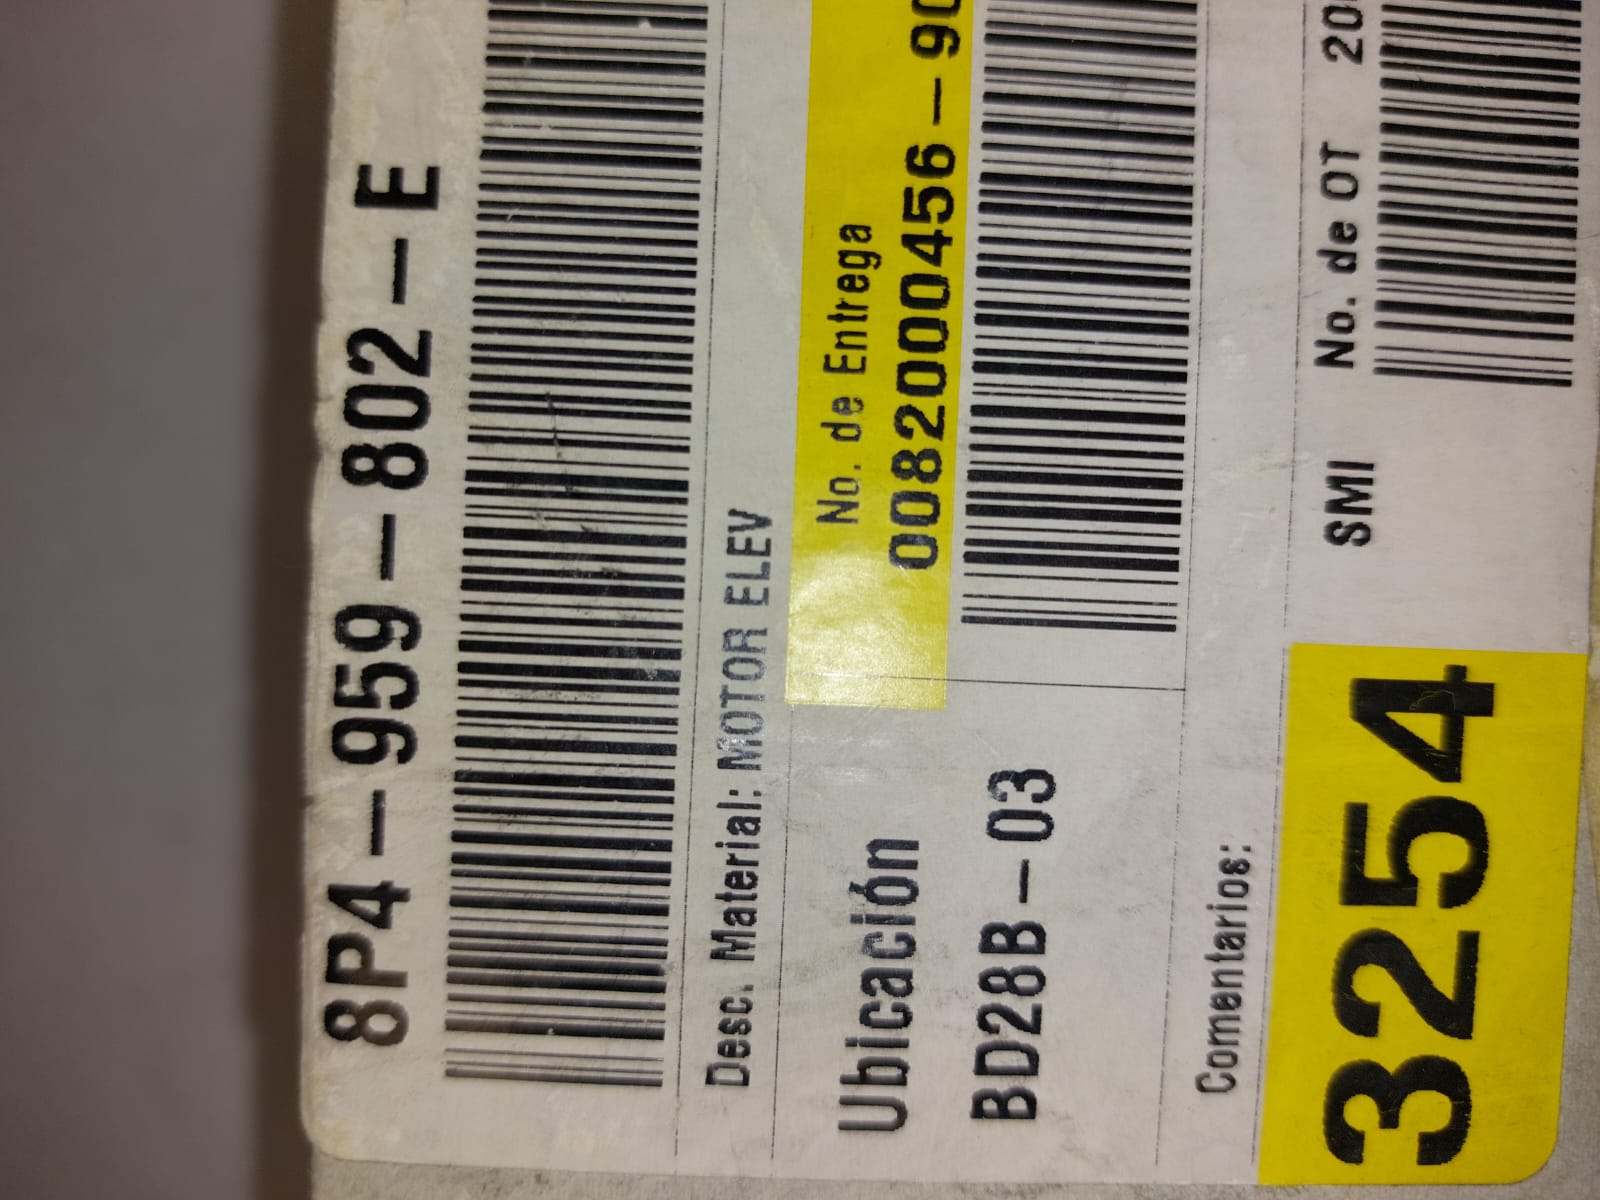 8P4-959-802-E
Desc. Material: MOTOR ELEV
Ubicación
BD28B-03
No. de Entrega
0082000456-90
Comentarios:
3254
SMI
No. de OT 20